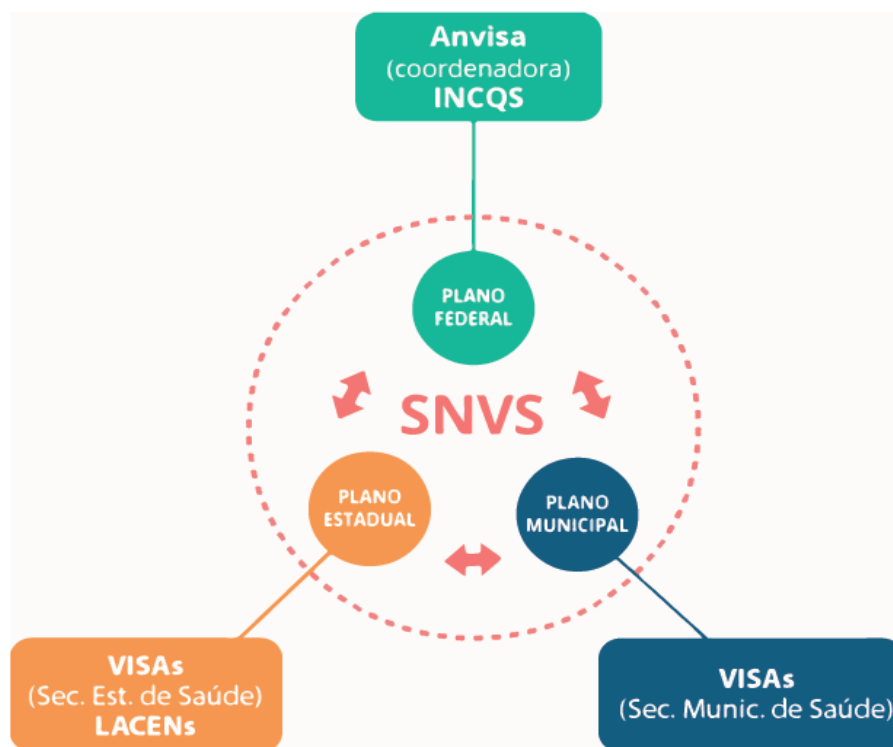 Anvisa
(coordenadora)
INCQS
PLANO
FEDERAL
SNVS
PLANO
ESTADUAL
PLANO
MUNICIPAL
VISAs
(Sec. Est. de Saúde)
LACENs
VISAs
(Sec. Munic. de Saúde)